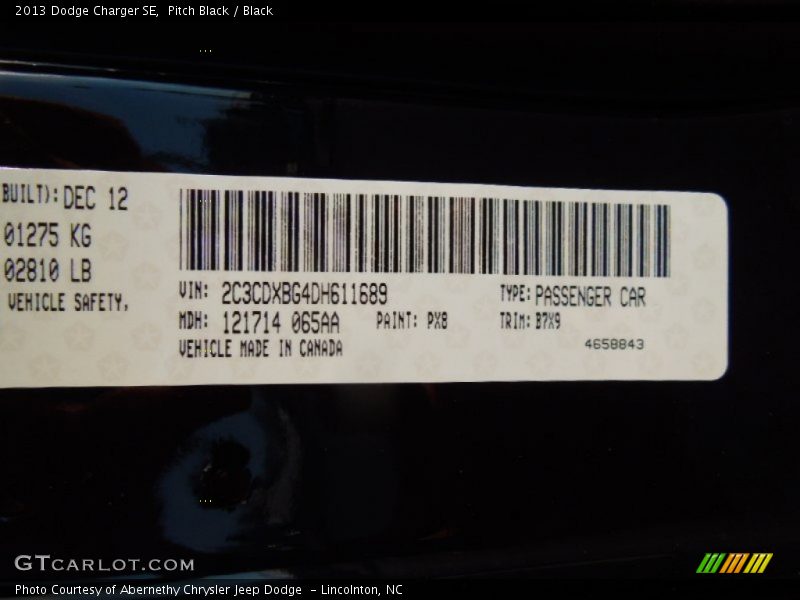 2013 Dodge Charger SE, Pitch Black / Black
BUILT): DEC 12
01275 KG
02810 LB
VEHICLE SAFETY,
VIN: 2C3CDXBG4DH611689
TYPE: PASSENGER CAR
MDH: 121714 065AA
PAINT: PX8
TRIM: B7X9
VEHICLE MADE IN CANADA
4658843
GTCARLOT.COM
Photo Courtesy of Abernethy Chrysler Jeep Dodge - Lincolnton, NC